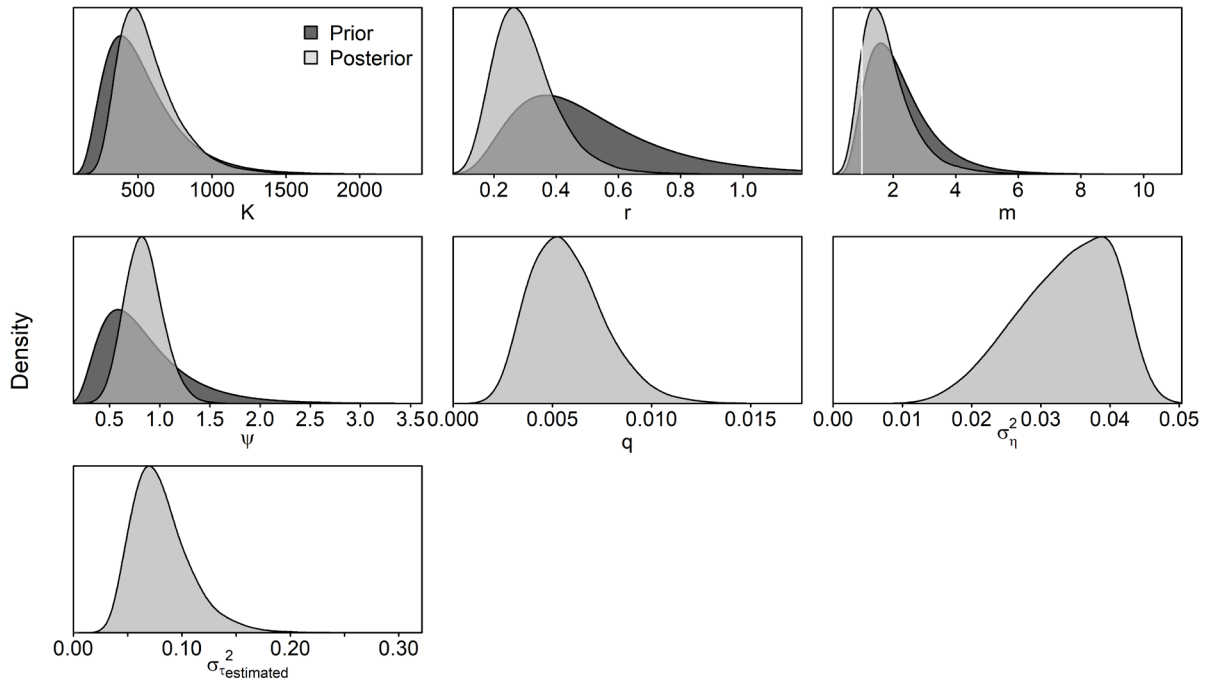 Prior
Posterior
500 1000 1500 2000
K
0.2 0.4 0.6 0.8 1.0
r
2 4 6 8 10
m
Density
0.5 1.0 1.5 2.0 2.5 3.0 3.5
ψ
0.000 0.005 0.010 0.015
q
0.00 0.01 0.02 0.03 0.04 0.05
σ²η
0.00 0.10 0.20 0.30
σ²τestimated